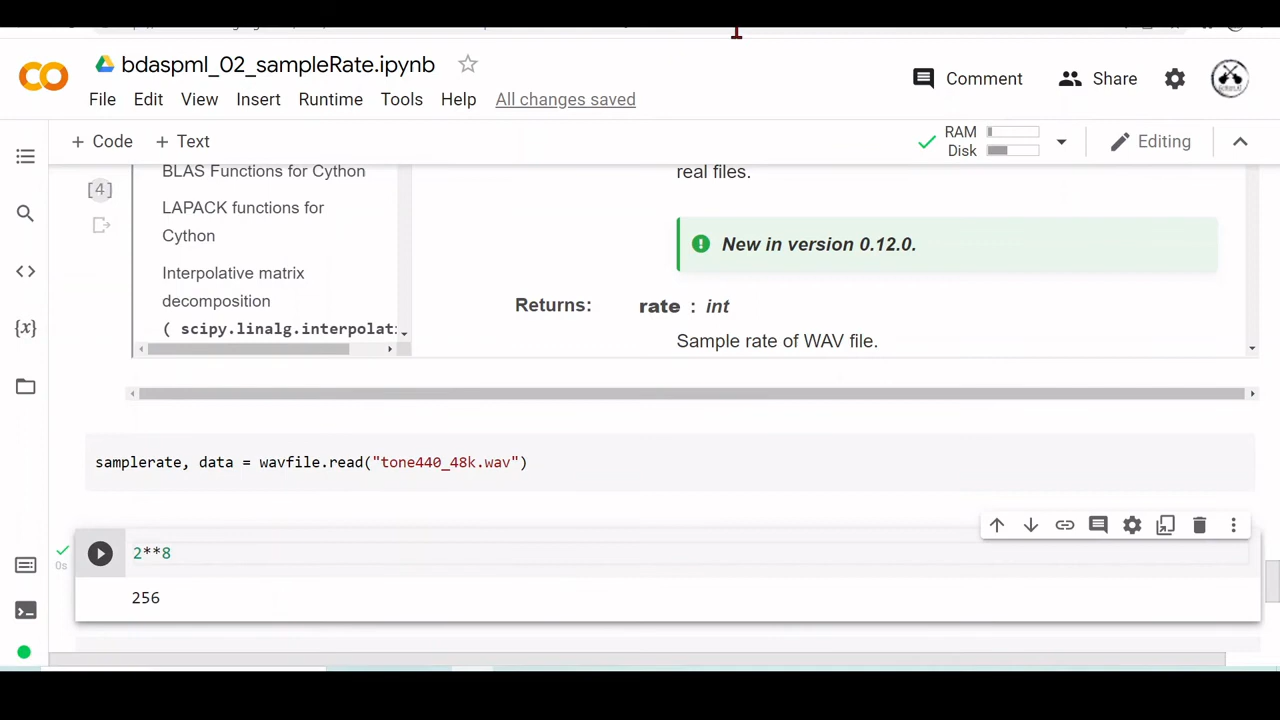 bdaspml_02_sampleRate.ipynb
Comment
Share
File Edit View Insert Runtime Tools Help All changes saved
+ Code + Text
RAM
Disk
Editing
BLAS Functions for Cython
[4]
LAPACK functions for
Cython
Interpolative matrix
decomposition
( scipy.linalg.interpolati
real files.
New in version 0.12.0.
Returns: rate : int
Sample rate of WAV file.
samplerate, data = wavfile.read("tone440_48k.wav")
2**8
0s
256
{x}